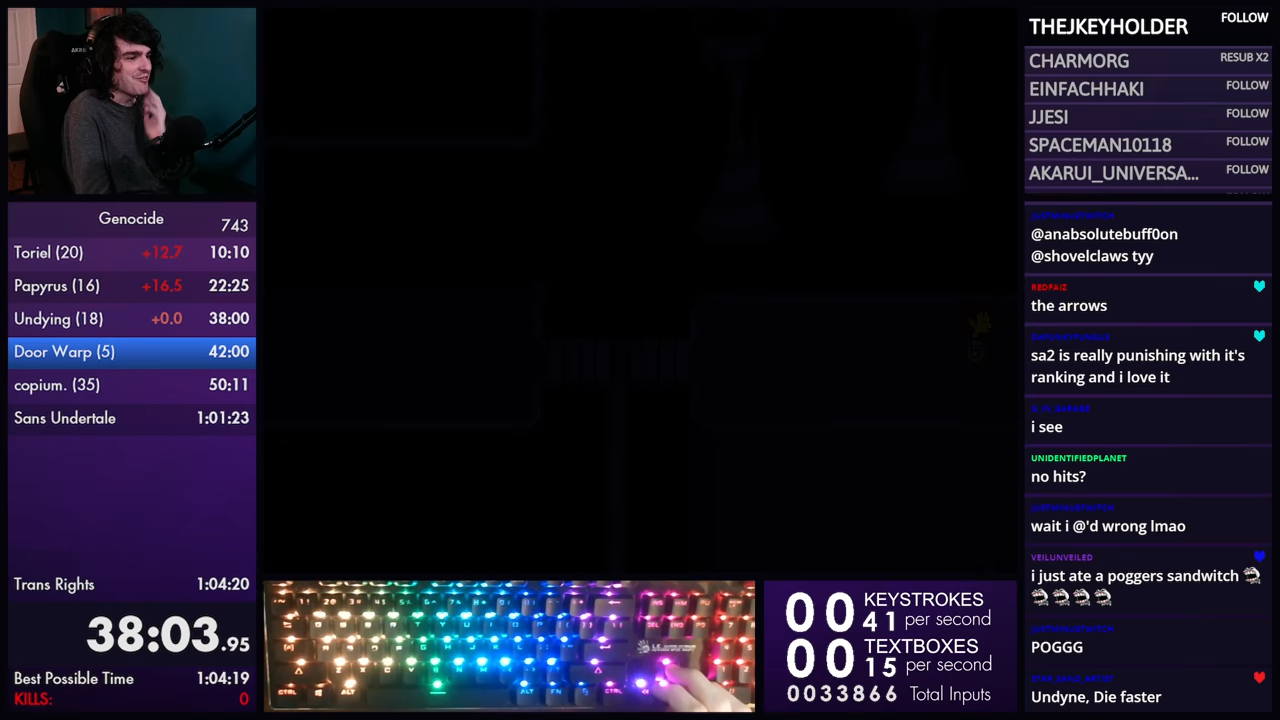 Genocide
743
Toriel (20) +12.7 10:10
Papyrus (16) +16.5 22:25
Undying (18) +0.0 38:00
Door Warp (5) 42:00
copium. (35) 50:11
Sans Undertale 1:01:23
Trans Rights 1:04:20
38:03.95
Best Possible Time 1:04:19
KILLS: 0
00 41 KEYSTROKES per second
00 15 TEXTBOXES per second
0033866 Total Inputs
THEJKEYHOLDER FOLLOW
CHARMORG RESUB X2
EINFACHHAKI FOLLOW
JJESI FOLLOW
SPACEMAN10118 FOLLOW
AKARUI_UNIVERSA... FOLLOW
@anabsolutebuff0on
@shovelclaws tyy
REDFAIZ
the arrows
sa2 is really punishing with it's
ranking and i love it
i see
UNIDENTIFIEDPLANET
no hits?
wait i @'d wrong lmao
VEILUNVEILED
i just ate a poggers sandwitch
POGGG
Undyne, Die faster